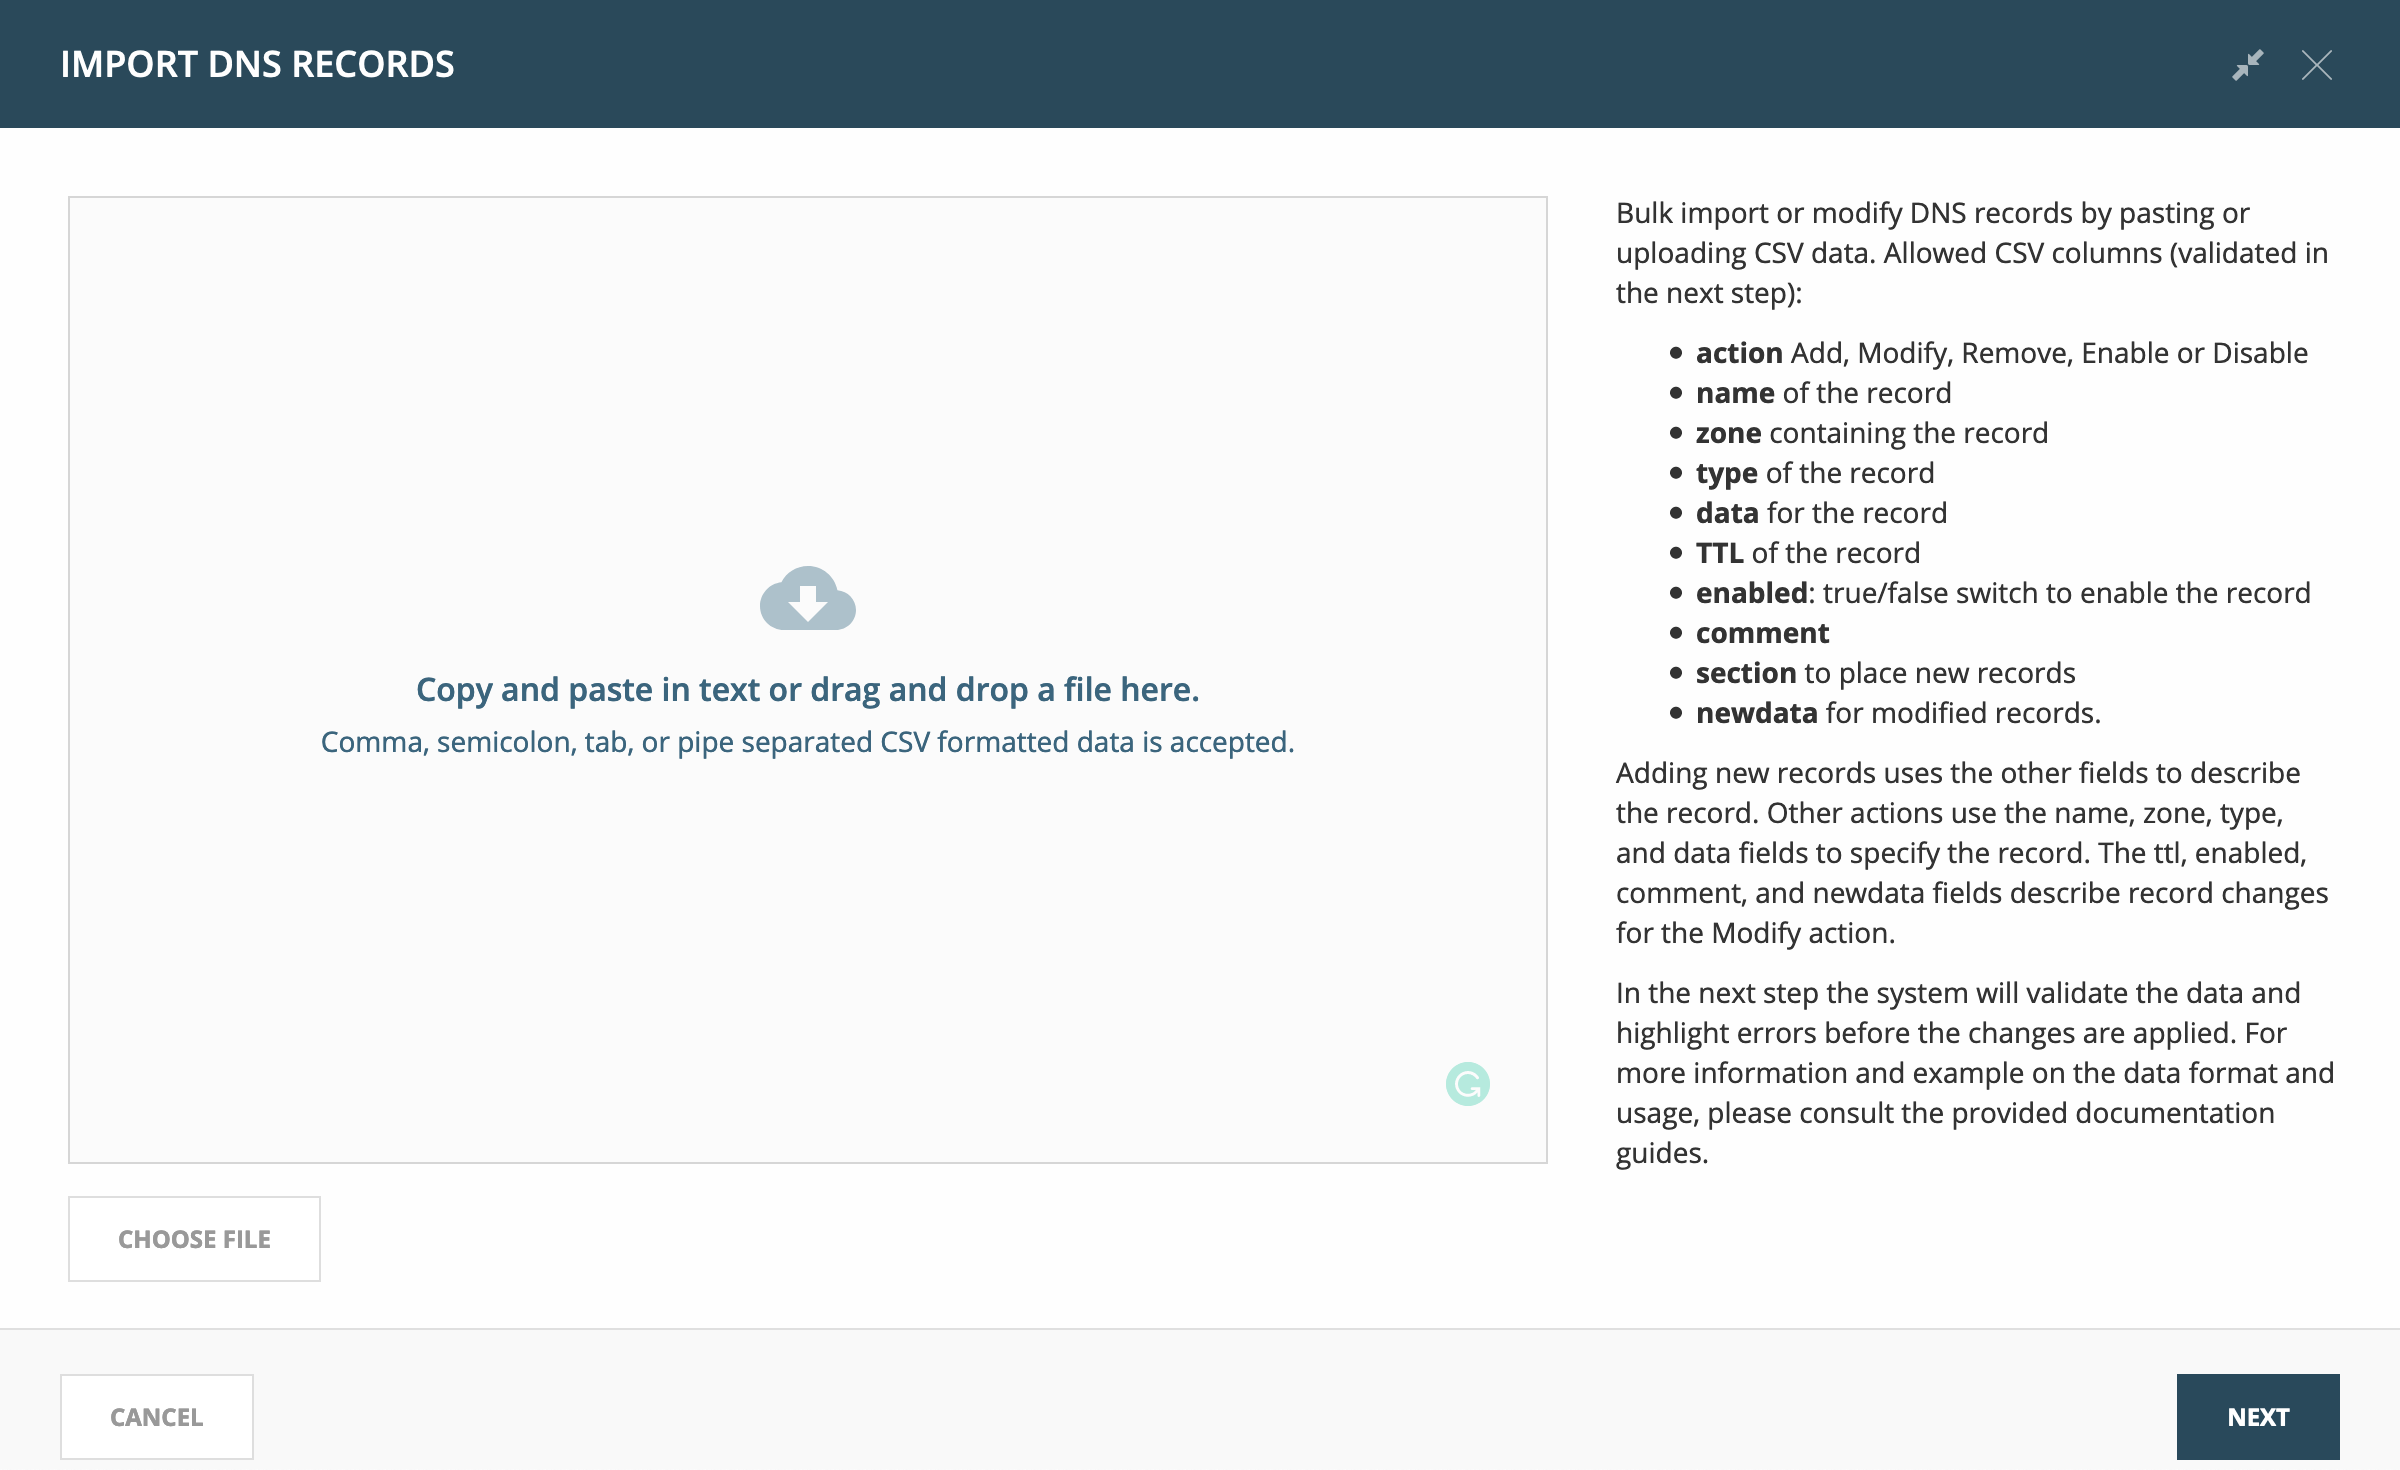 IMPORT DNS RECORDS
Copy and paste in text or drag and drop a file here.
Comma, semicolon, tab, or pipe separated CSV formatted data is accepted.
CHOOSE FILE
Bulk import or modify DNS records by pasting or
uploading CSV data. Allowed CSV columns (validated in
the next step):
• action Add, Modify, Remove, Enable or Disable
• name of the record
• zone containing the record
• type of the record
• data for the record
• TTL of the record
• enabled: true/false switch to enable the record
• comment
• section to place new records
• newdata for modified records.
Adding new records uses the other fields to describe
the record. Other actions use the name, zone, type,
and data fields to specify the record. The ttl, enabled,
comment, and newdata fields describe record changes
for the Modify action.
In the next step the system will validate the data and
highlight errors before the changes are applied. For
more information and example on the data format and
usage, please consult the provided documentation
guides.
CANCEL
NEXT